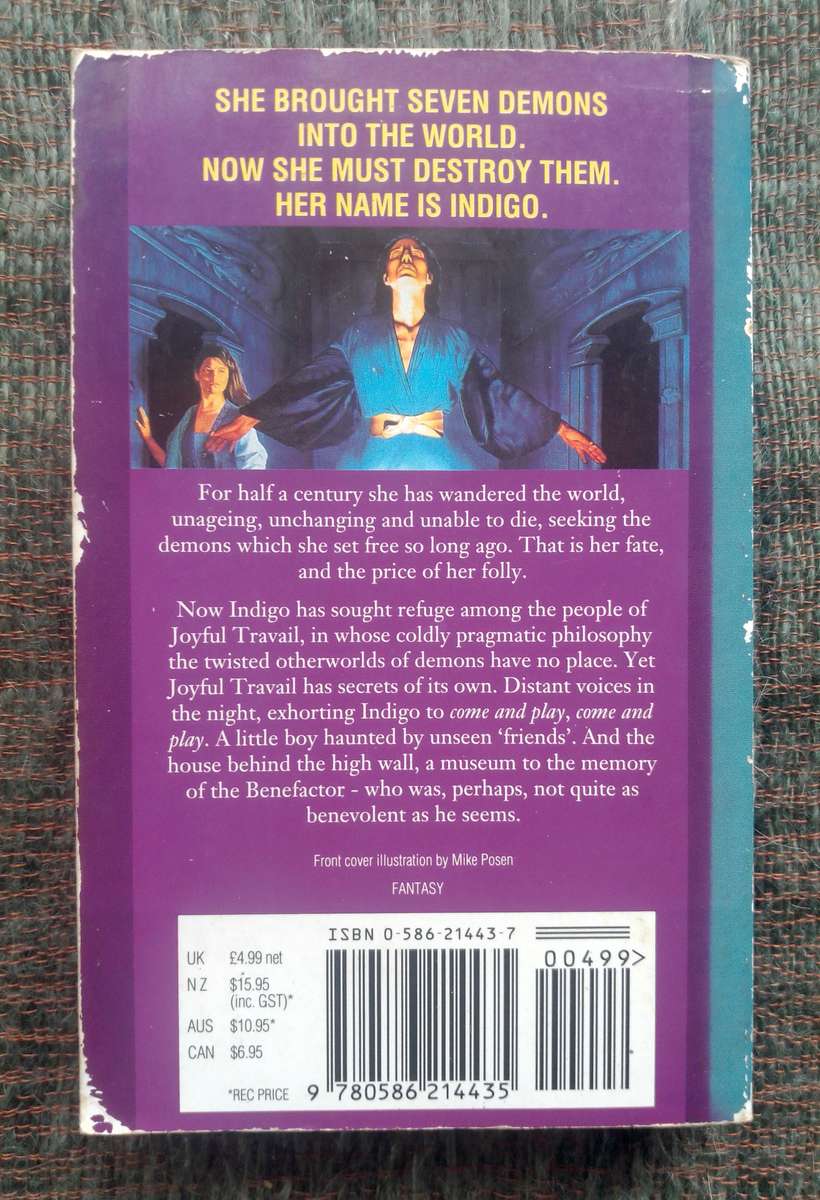 SHE BROUGHT SEVEN DEMONS
INTO THE WORLD.
NOW SHE MUST DESTROY THEM.
HER NAME IS INDIGO.
For half a century she has wandered the world,
unageing, unchanging and unable to die, seeking the
demons which she set free so long ago. That is her fate,
and the price of her folly.
Now Indigo has sought refuge among the people of
Joyful Travail, in whose coldly pragmatic philosophy
the twisted otherworlds of demons have no place. Yet
Joyful Travail has secrets of its own. Distant voices in
the night, exhorting Indigo to come and play, come and
play. A little boy haunted by unseen ‘friends’. And the
house behind the high wall, a museum to the memory
of the Benefactor - who was, perhaps, not quite as
benevolent as he seems.
Front cover illustration by Mike Posen
FANTASY
ISBN 0-586-21443-7
00499>
UK £4.99 net
NZ $15.95
(inc. GST)*
AUS $10.95*
CAN $6.95
*REC PRICE
9 780586 214435